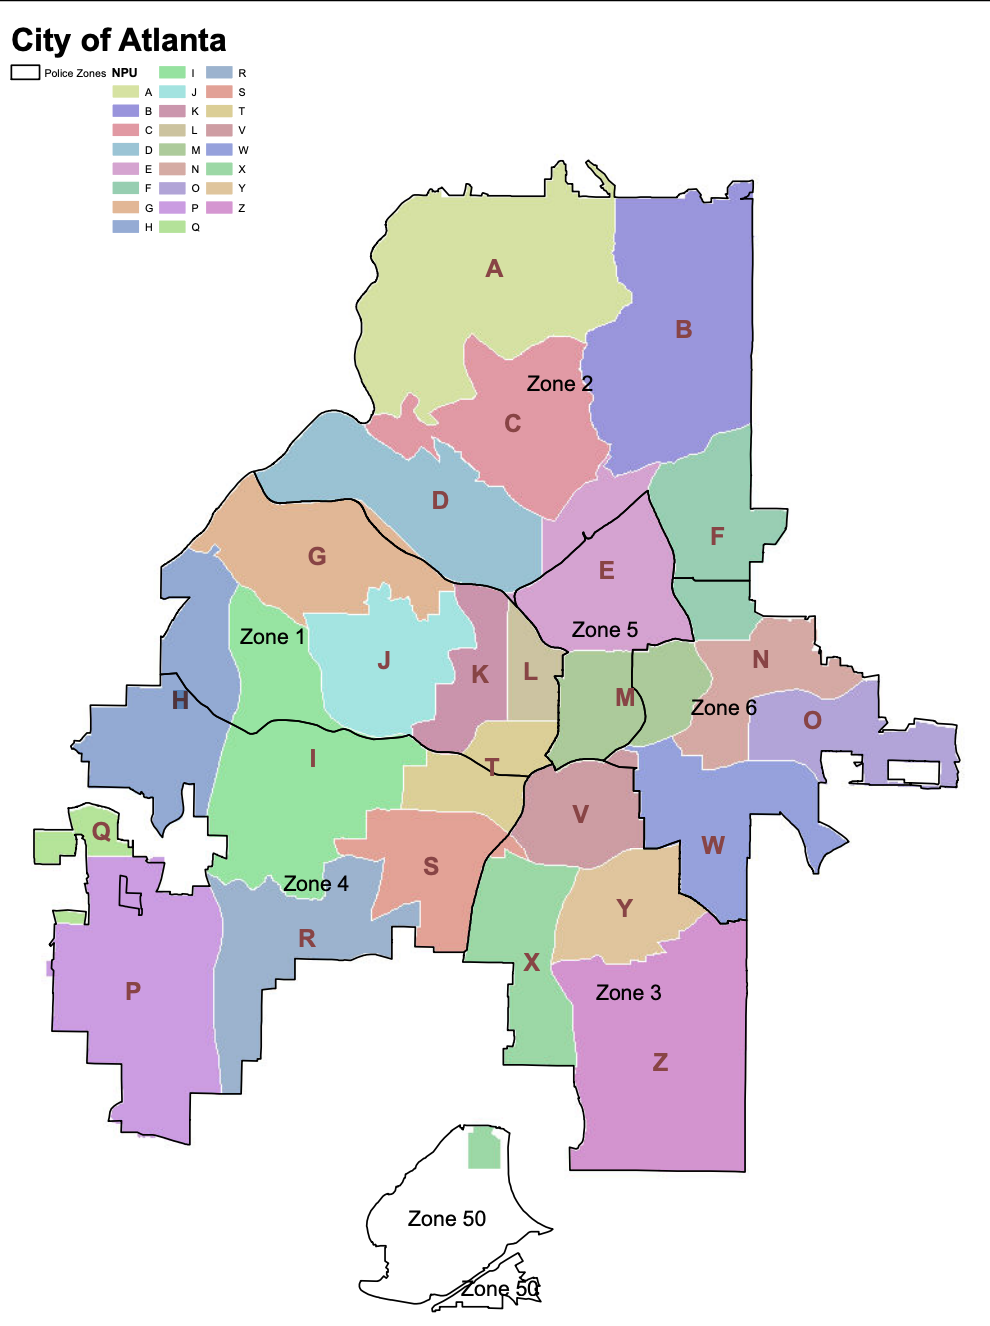 City of Atlanta
Police Zones
NPU
A
B
C
D
E
F
G
H
I
J
K
L
M
N
O
P
Q
R
S
T
V
W
X
Y
Z
A
B
Zone 2
C
D
F
G
E
Zone 5
Zone 1
J
K
L
M
N
Zone 6
O
H
I
T
V
W
Q
S
Zone 4
Y
R
X
P
Zone 3
Z
Zone 50
Zone 50